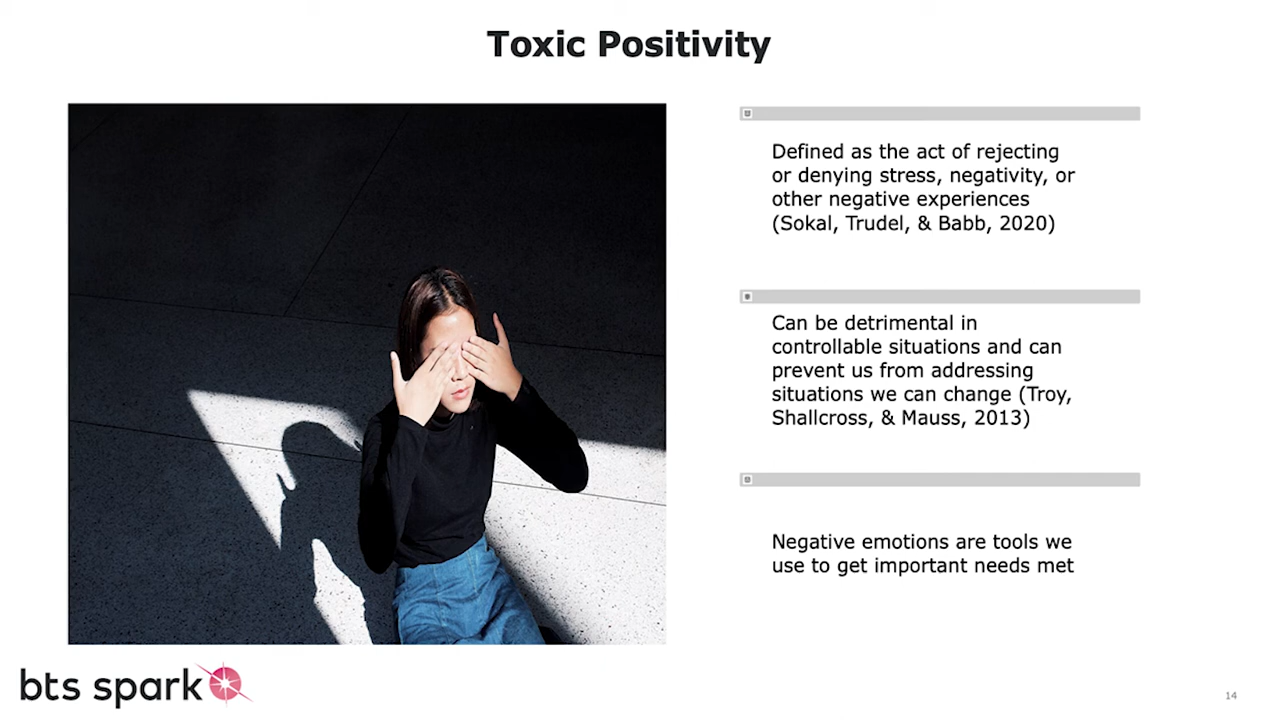 Toxic Positivity
Defined as the act of rejecting
or denying stress, negativity, or
other negative experiences
(Sokal, Trudel, & Babb, 2020)
Can be detrimental in
controllable situations and can
prevent us from addressing
situations we can change (Troy,
Shallcross, & Mauss, 2013)
Negative emotions are tools we
use to get important needs met
bts spark
14